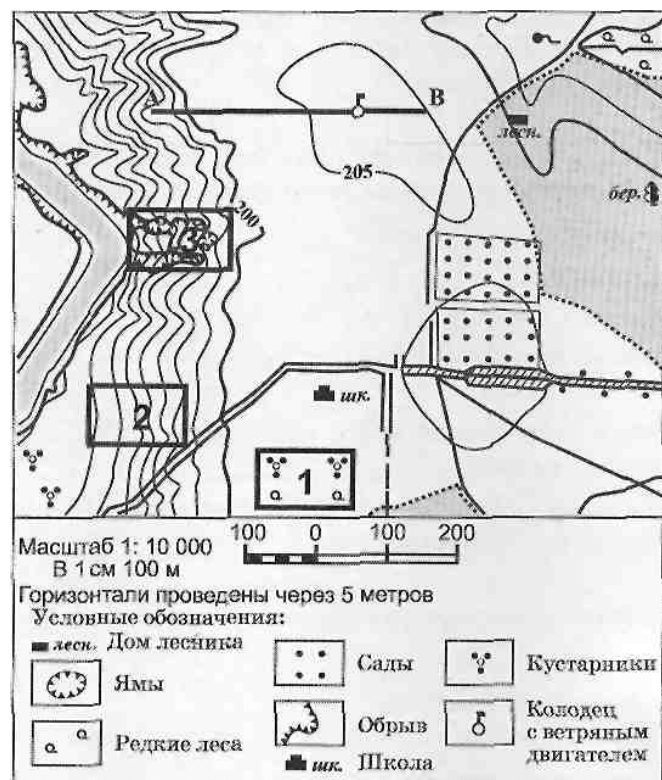 лесн.
А В
205
бер.
200
3
2
шк.
1
Масштаб 1: 10 000
В 1 см 100 м
100 0 100 200
Горизонтали проведены через 5 метров
Условные обозначения:
лесн. Дом лесника
Сады
Кустарники
Ямы
Обрыв
Колодец
с ветряным
двигателем
Редкие леса
шк. Школа